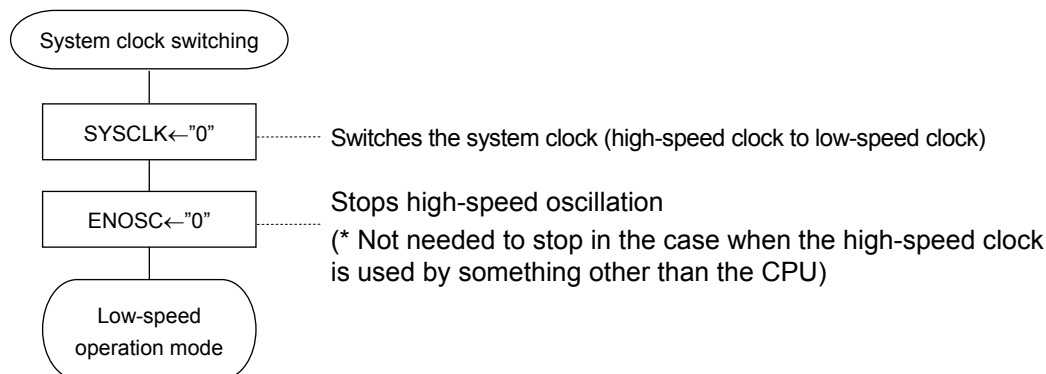 System clock switching
SYSCLK←”0”
Switches the system clock (high-speed clock to low-speed clock)
ENOSC←”0”
Stops high-speed oscillation
(* Not needed to stop in the case when the high-speed clock
is used by something other than the CPU)
Low-speed
operation mode